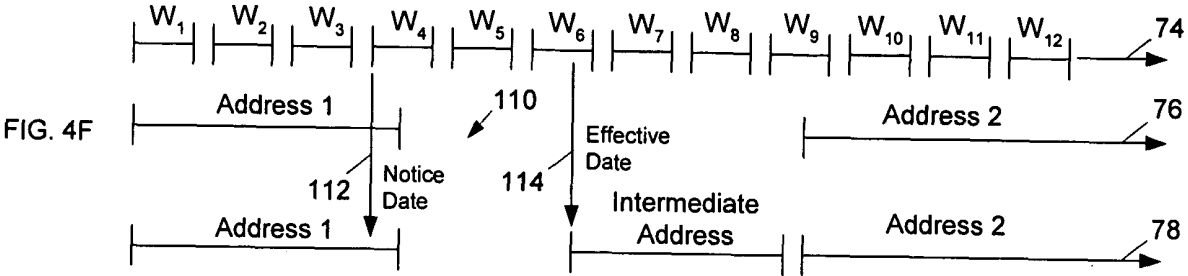 W₁ W₂ W₃ W₄ W₅ W₆ W₇ W₈ W₉ W₁₀ W₁₁ W₁₂ 74
Address 1 110 Address 2 76
FIG. 4F
Effective
Date
112 Notice
Date
114
Intermediate
Address
Address 1 Address 2 78